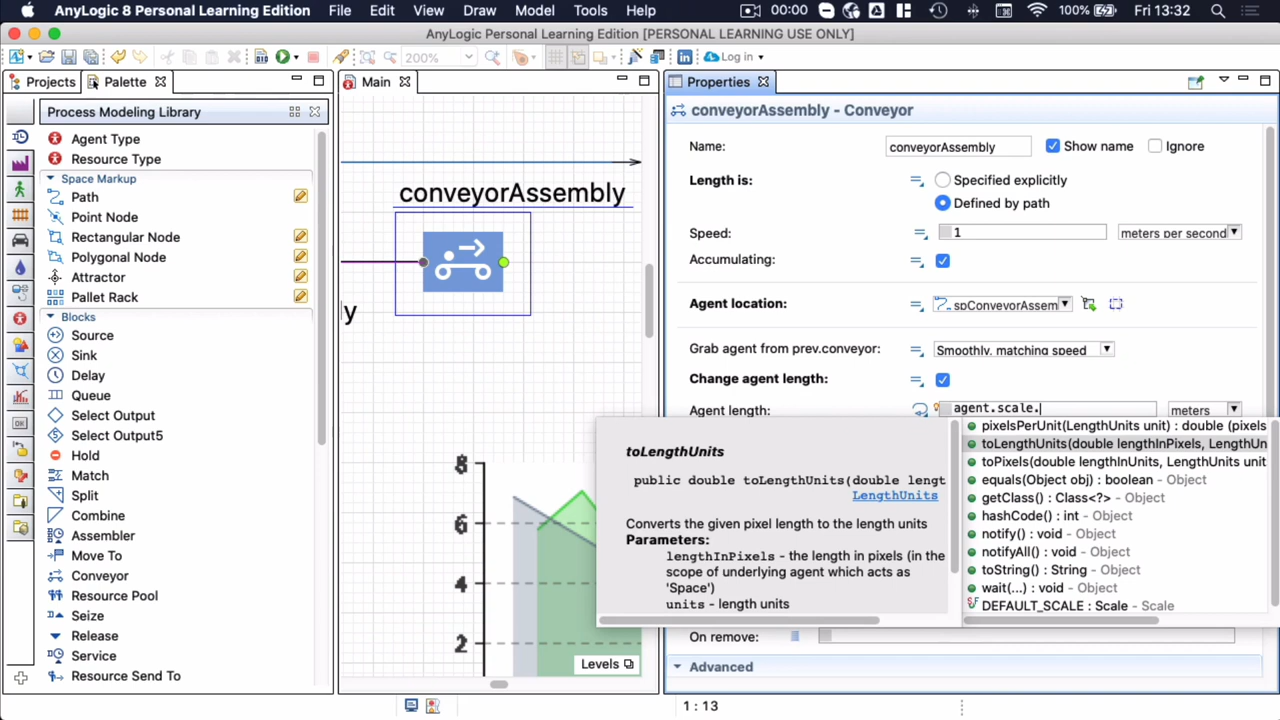 AnyLogic 8 Personal Learning Edition File Edit View Draw Model Tools Help 00:00 100% Fri 13:32
AnyLogic Personal Learning Edition [PERSONAL LEARNING USE ONLY]
200% Log in
Projects Palette
Process Modeling Library
Agent Type
Resource Type
Space Markup
Path
Point Node
Rectangular Node
Polygonal Node
Attractor
Pallet Rack
Blocks
Source
Sink
Delay
Queue
Select Output
Select Output5
Hold
Match
Split
Combine
Assembler
Move To
Conveyor
Resource Pool
Seize
Release
Service
Resource Send To
Main
conveyorAssembly
ly
8
6
4
2
Levels
Properties
conveyorAssembly - Conveyor
Name: conveyorAssembly Show name Ignore
Length is: Specified explicitly
Defined by path
Speed: 1 meters per second
Accumulating:
Agent location: spConveyorAssem
Grab agent from prev.conveyor: Smoothly, matching speed
Change agent length:
Agent length: agent.scale. meters
toLengthUnits
public double toLengthUnits(double lengt
LengthUnits
Converts the given pixel length to the length units
Parameters:
lengthInPixels - the length in pixels (in the
scope of underlying agent which acts as
'Space')
units - length units
pixelsPerUnit(LengthUnits unit) : double (pixels
toLengthUnits(double lengthInPixels, LengthUn
toPixels(double lengthInUnits, LengthUnits unit
equals(Object obj) : boolean - Object
getClass() : Class<?> - Object
hashCode() : int - Object
notify() : void - Object
notifyAll() : void - Object
toString() : String - Object
wait(...) : void - Object
DEFAULT_SCALE : Scale - Scale
On remove:
Advanced
1 : 13